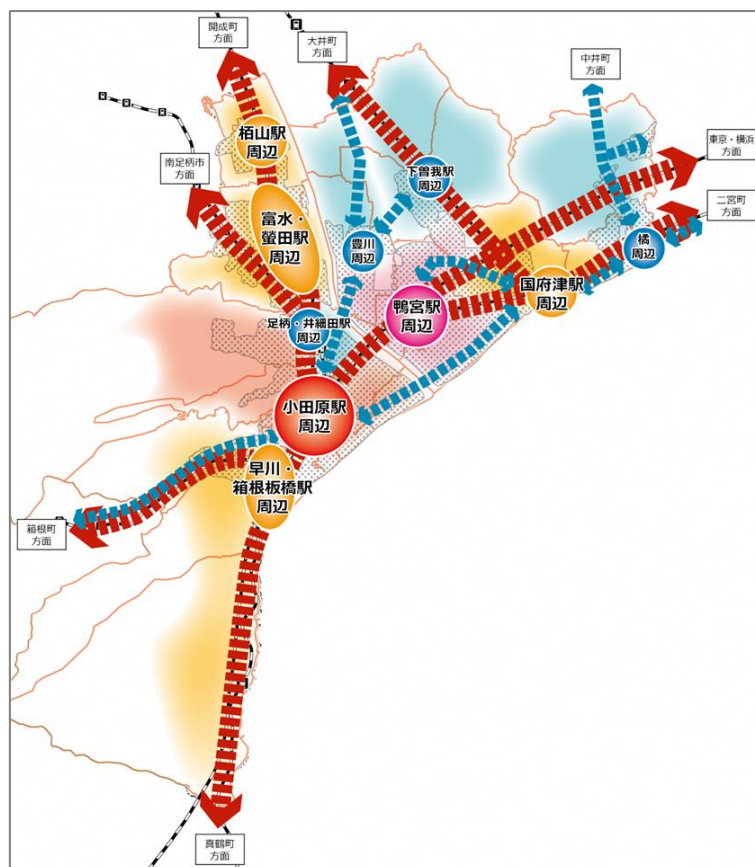 開成町
方面
大井町
方面
中井町
方面
東京・横浜
方面
栢山駅
周辺
南足柄市
方面
下曽我駅
周辺
二宮町
方面
富水・
螢田駅
周辺
豊川
周辺
橘
周辺
国府津駅
周辺
鴨宮駅
周辺
足柄・井細田駅
周辺
小田原駅
周辺
早川・
箱根板橋駅
周辺
箱根町
方面
真鶴町
方面